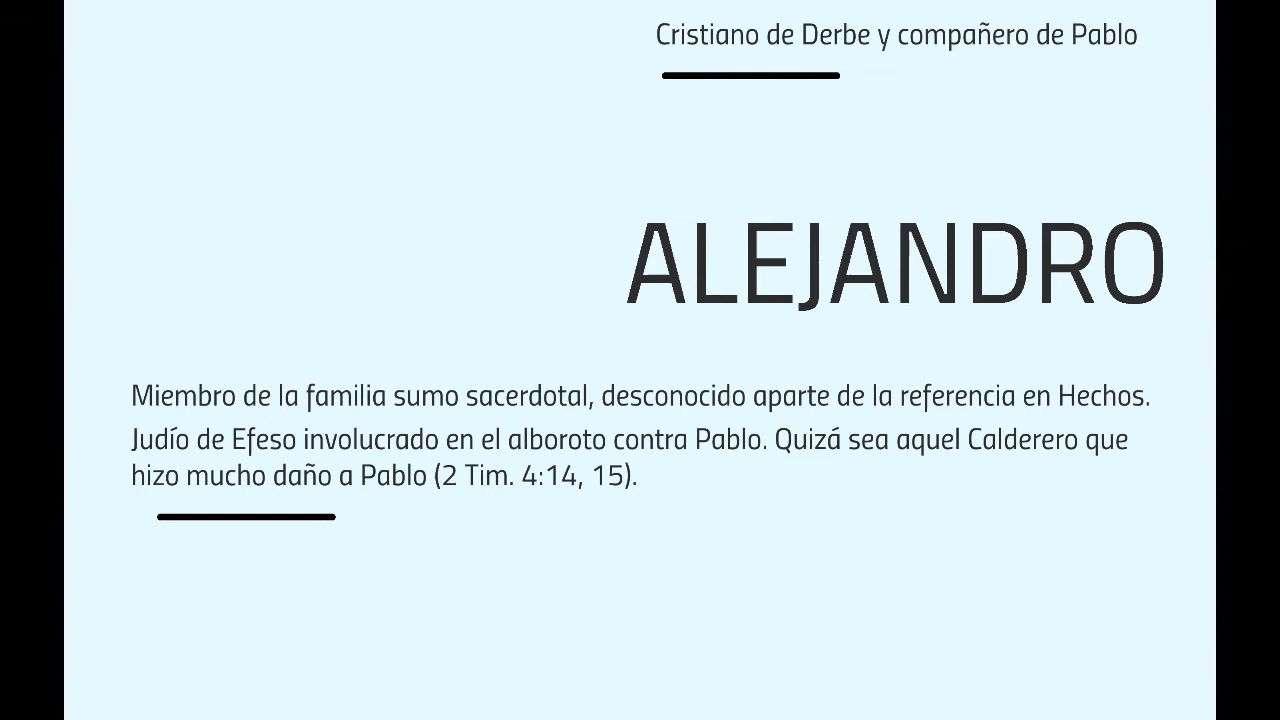 Cristiano de Derbe y compañero de Pablo
ALEJANDRO
Miembro de la familia sumo sacerdotal, desconocido aparte de la referencia en Hechos.
Judío de Efeso involucrado en el alboroto contra Pablo. Quizá sea aquel Calderero que
hizo mucho daño a Pablo (2 Tim. 4:14, 15).